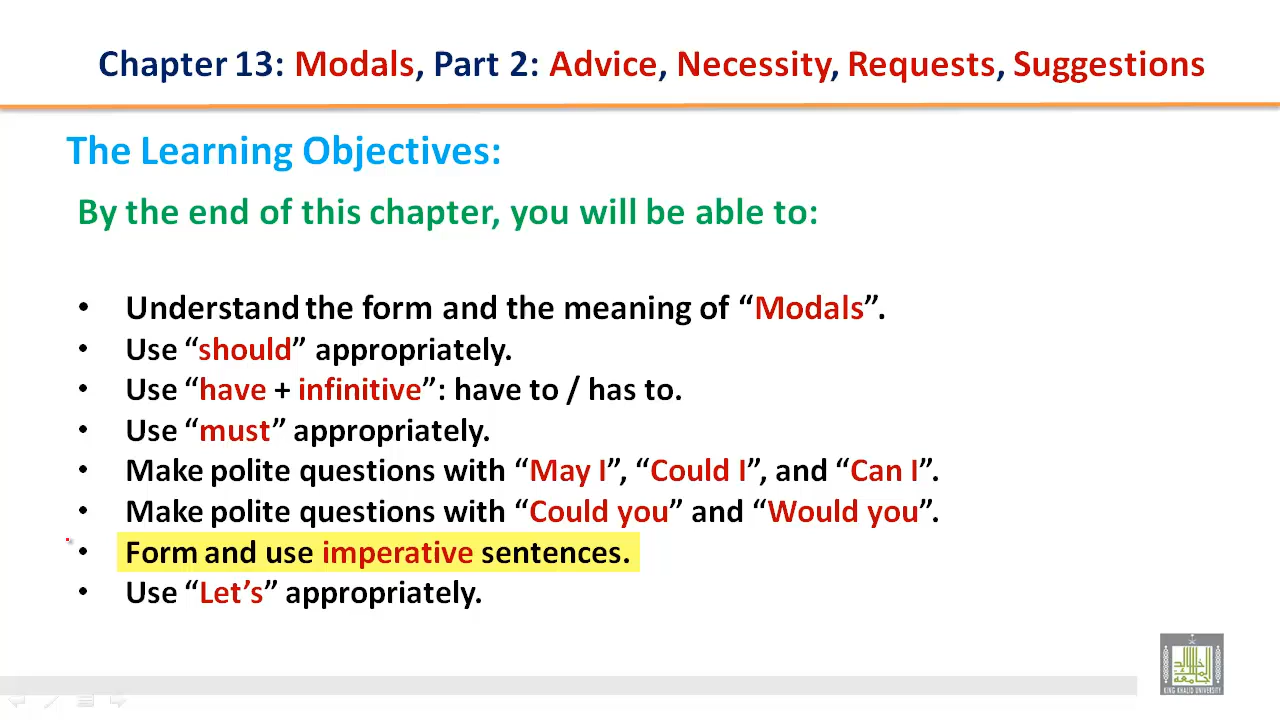 Chapter 13: Modals, Part 2: Advice, Necessity, Requests, Suggestions
The Learning Objectives:
By the end of this chapter, you will be able to:
• Understand the form and the meaning of “Modals”.
• Use “should” appropriately.
• Use “have + infinitive”: have to / has to.
• Use “must” appropriately.
• Make polite questions with “May I”, “Could I”, and “Can I”.
• Make polite questions with “Could you” and “Would you”.
• Form and use imperative sentences.
• Use “Let’s” appropriately.
KING KHALID UNIVERSITY